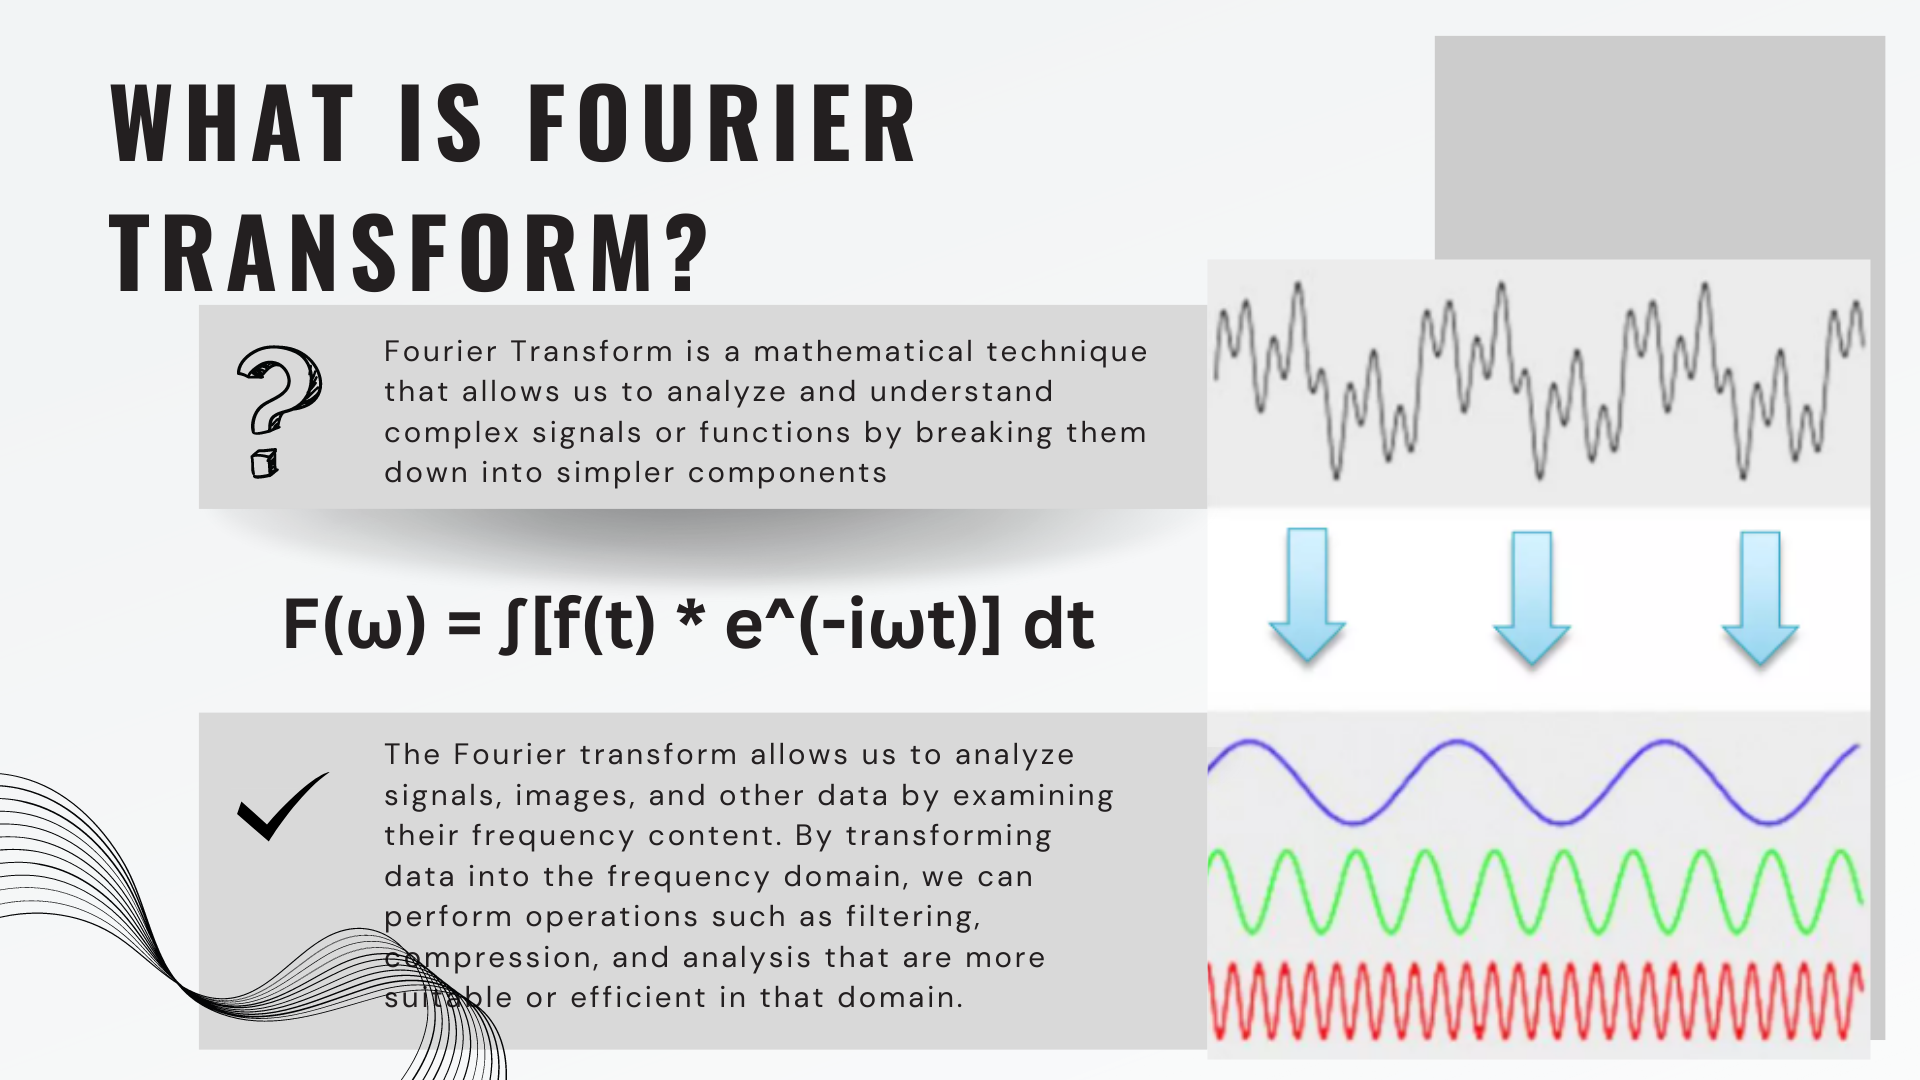 WHAT IS FOURIER
TRANSFORM?
Fourier Transform is a mathematical technique
that allows us to analyze and understand
complex signals or functions by breaking them
down into simpler components
F(ω) = ∫[f(t) * e^(-iωt)] dt
The Fourier transform allows us to analyze
signals, images, and other data by examining
their frequency content. By transforming
data into the frequency domain, we can
perform operations such as filtering,
compression, and analysis that are more
suitable or efficient in that domain.